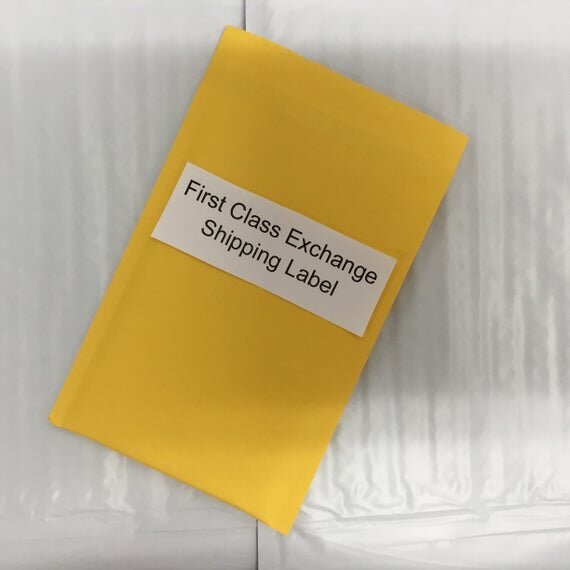 First Class Exchange
Shipping Label